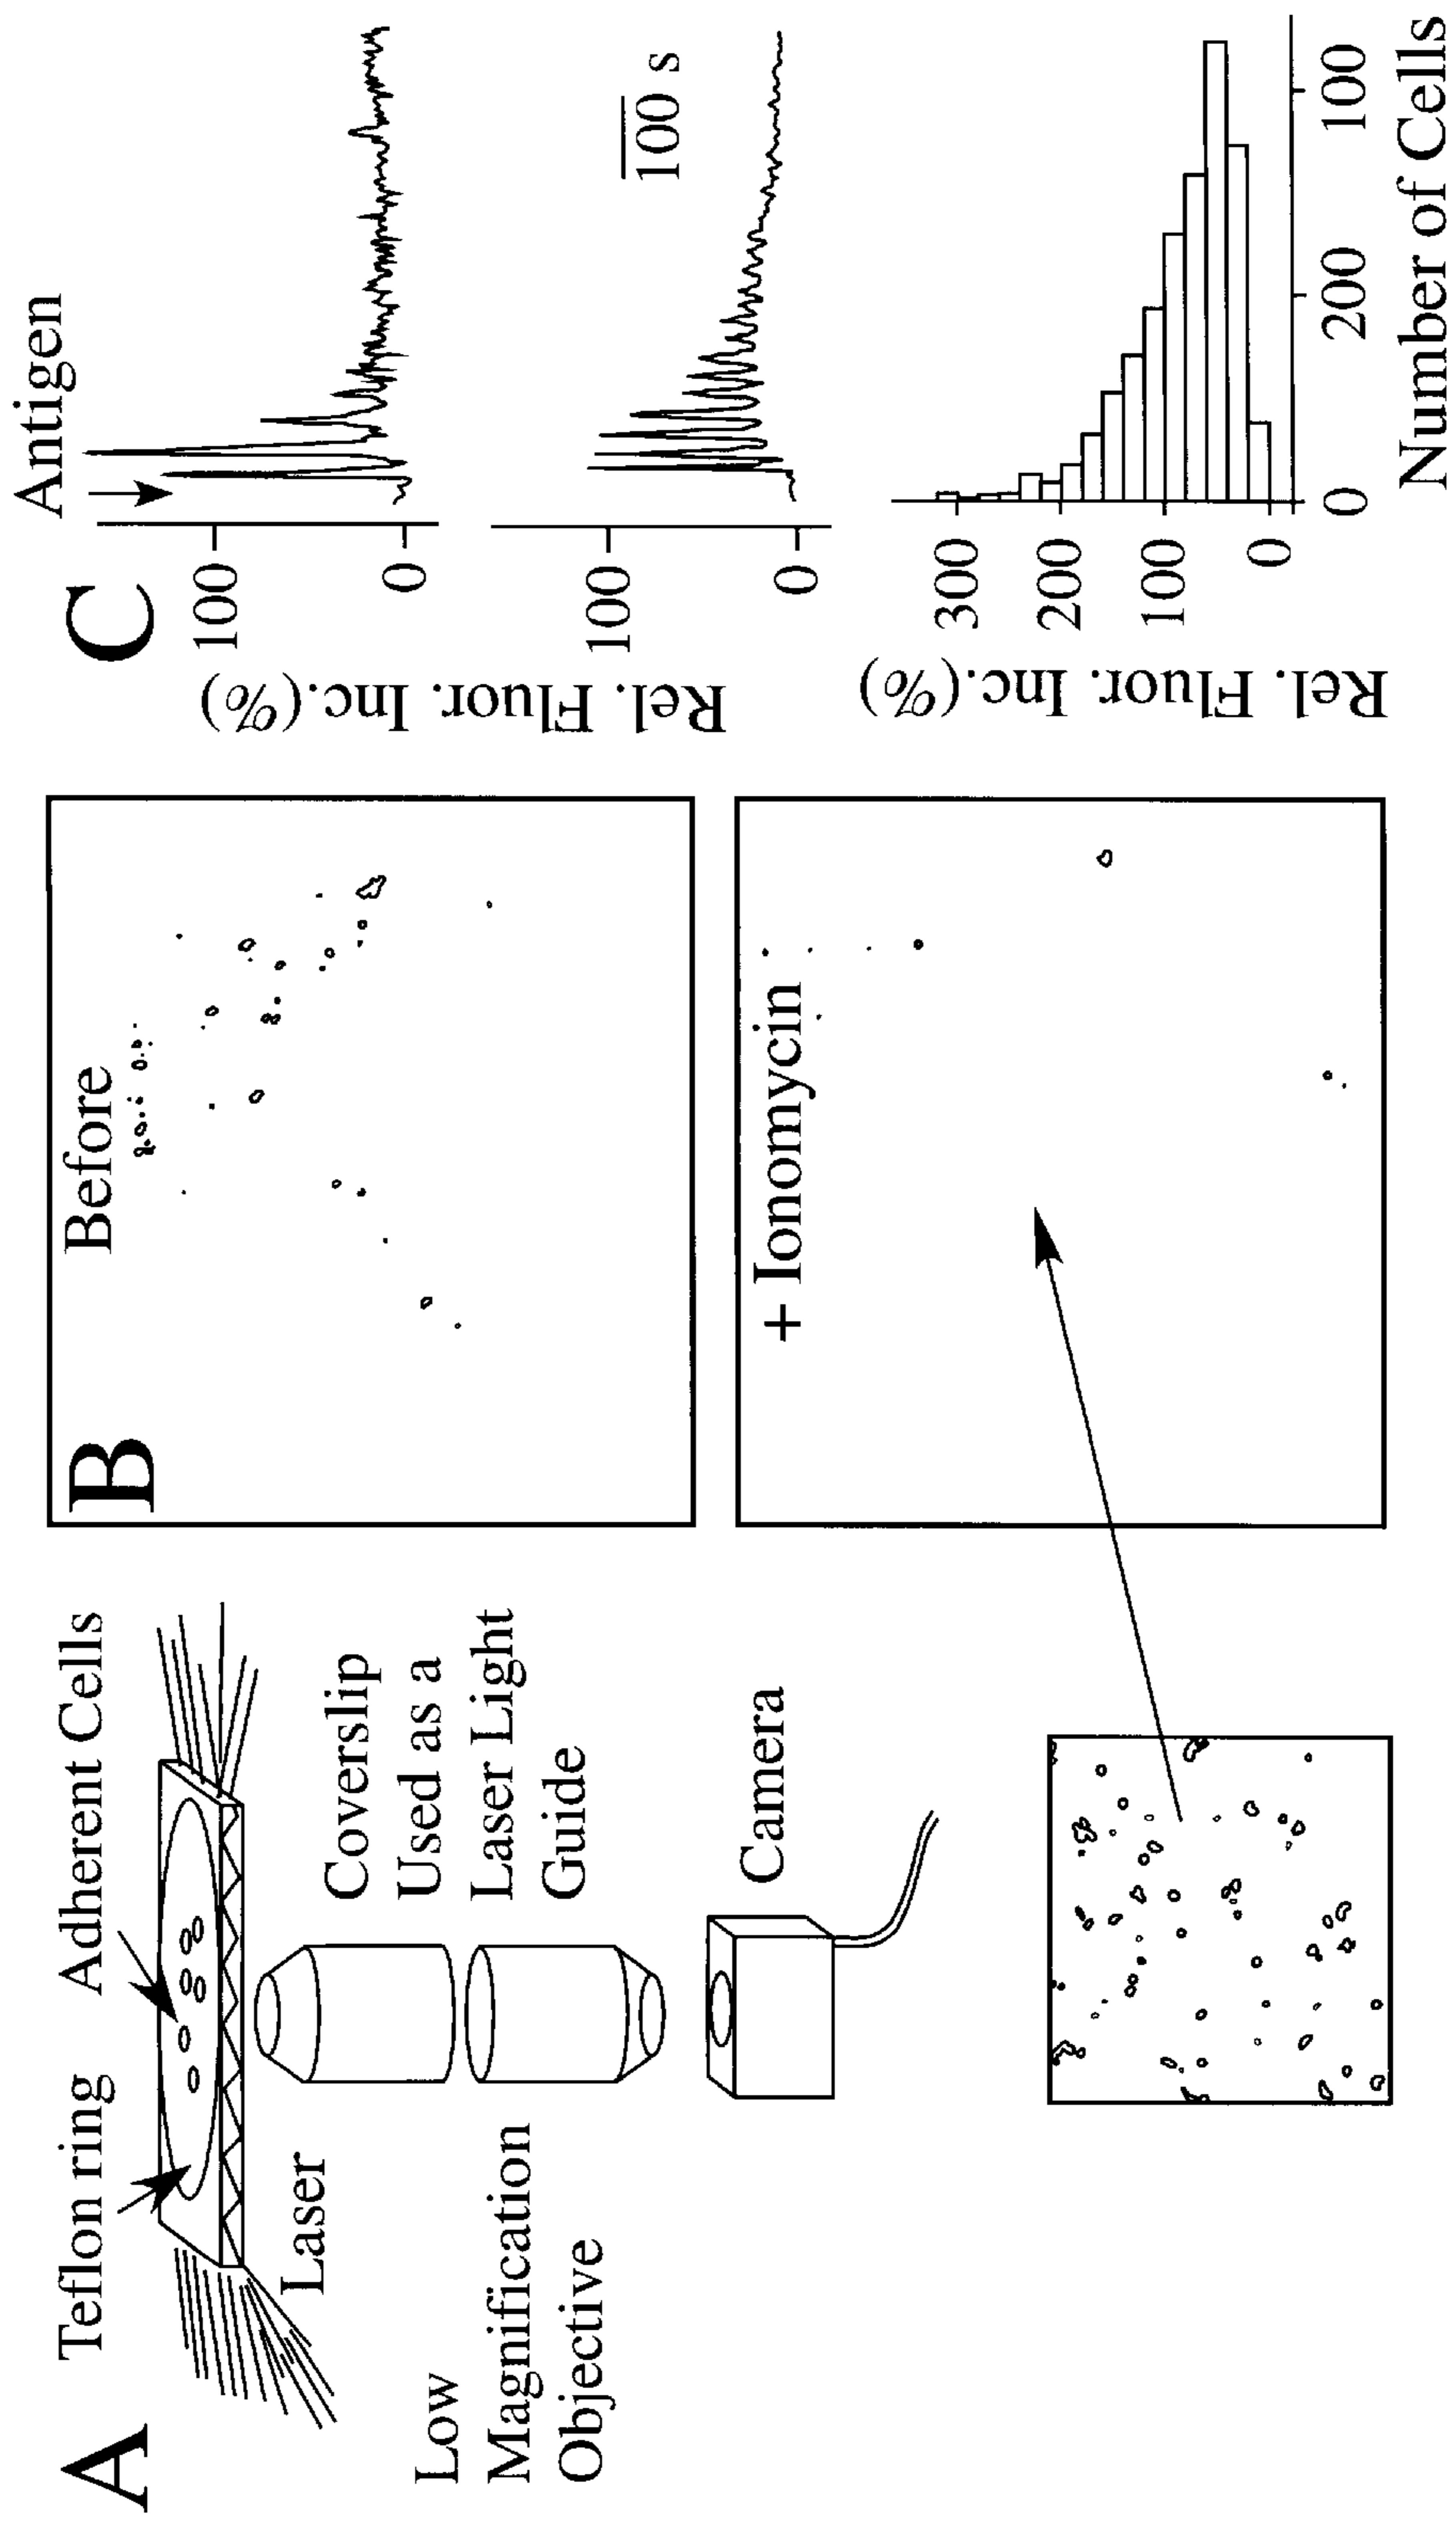 A
Teflon ring
Adherent Cells
Laser
Low
Magnification
Objective
Coverslip
Used as a
Laser Light
Guide
Camera
B
Before
+ Ionomycin
C
Antigen
Rel. Fluor. Inc. (%)
100
0
100
0
100 s
Rel. Fluor. Inc. (%)
300
200
100
0
0
200
100
Number of Cells